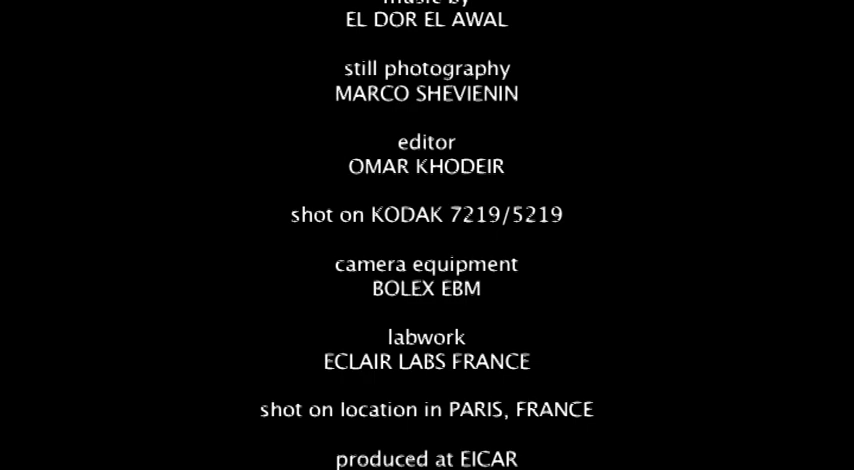 music by
EL DOR EL AWAL
still photography
MARCO SHEVIENIN
editor
OMAR KHODEIR
shot on KODAK 7219/5219
camera equipment
BOLEX EBM
labwork
ECLAIR LABS FRANCE
shot on location in PARIS, FRANCE
produced at EICAR